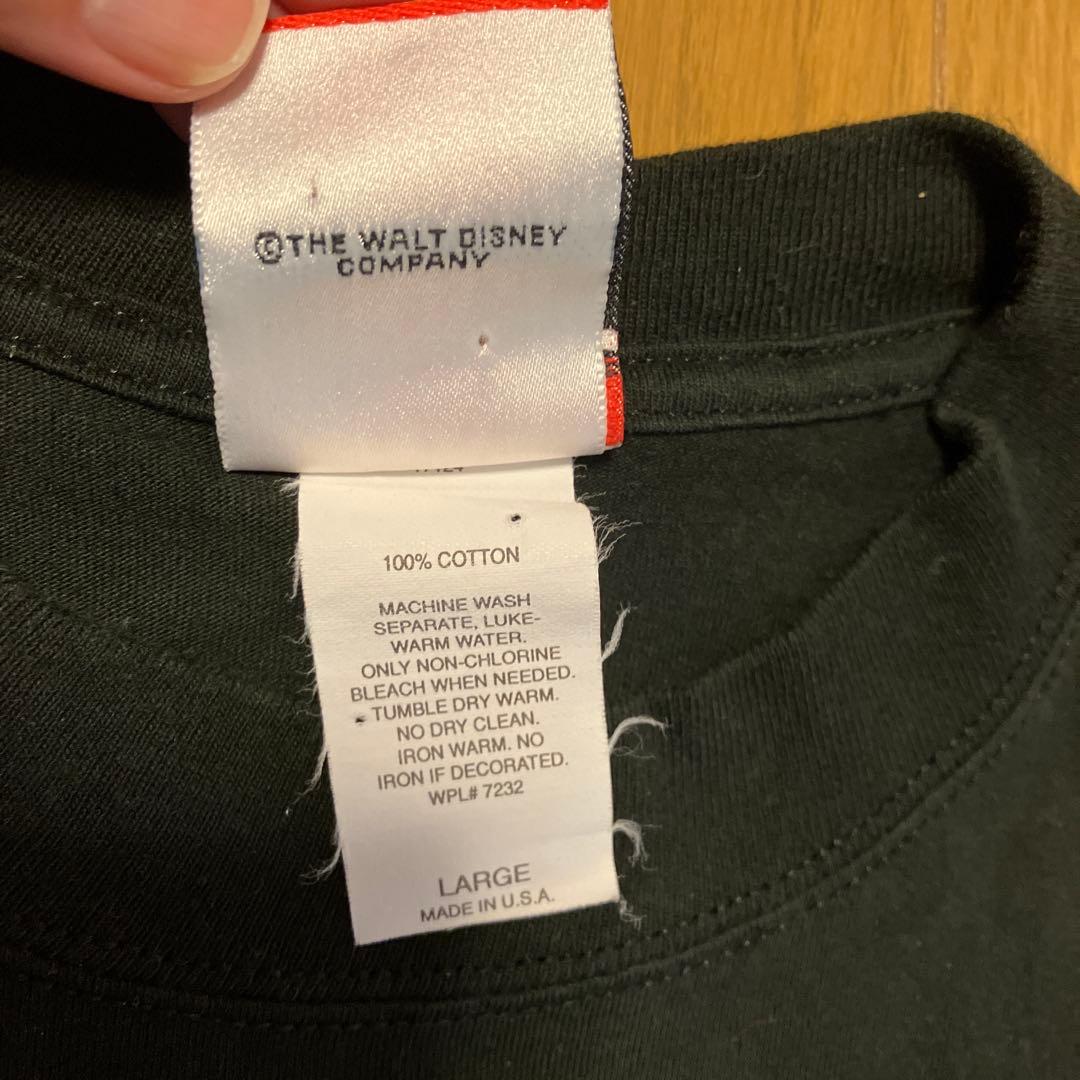 ©THE WALT DISNEY
COMPANY
100% COTTON
MACHINE WASH
SEPARATE, LUKE-
WARM WATER.
ONLY NON-CHLORINE
BLEACH WHEN NEEDED.
TUMBLE DRY WARM.
NO DRY CLEAN.
IRON WARM. NO
IRON IF DECORATED.
WPL# 7232
LARGE
MADE IN U.S.A.